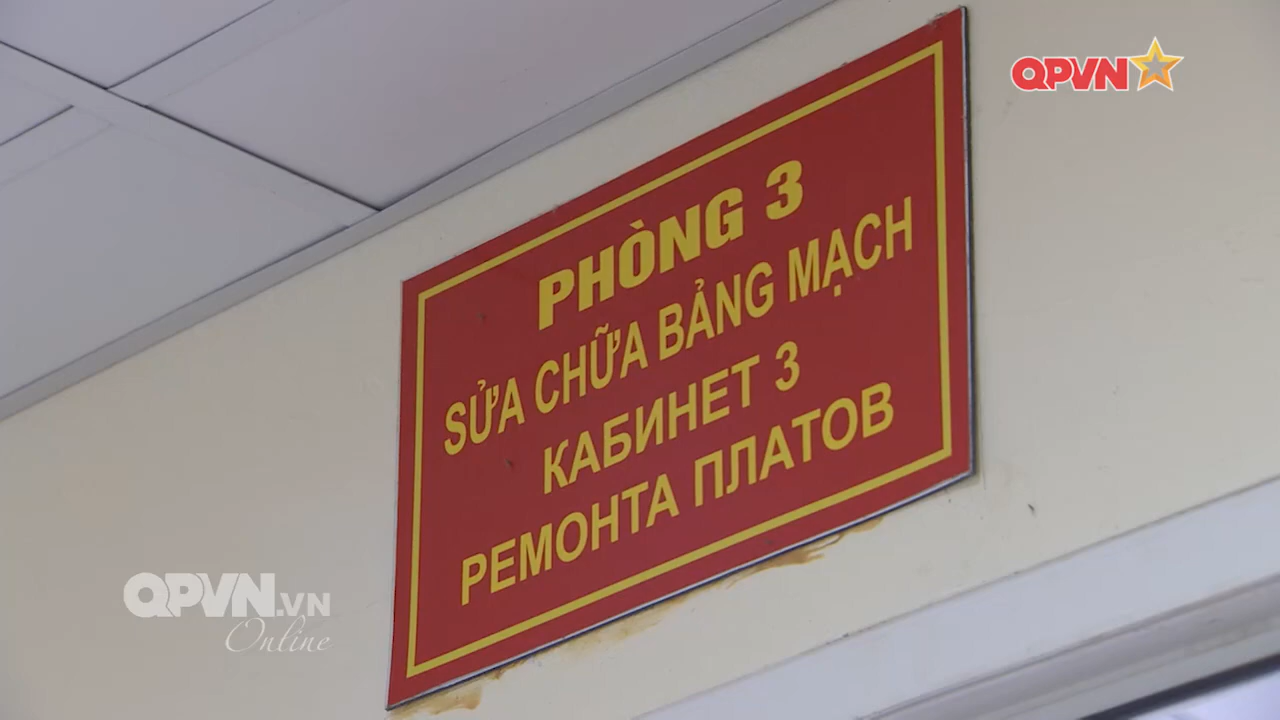 QPVN
PHÒNG 3
SỬA CHỮA BẢNG MẠCH
КАБИНЕТ 3
РЕМОНТА ПЛАТОВ
QPVN.VN
Online